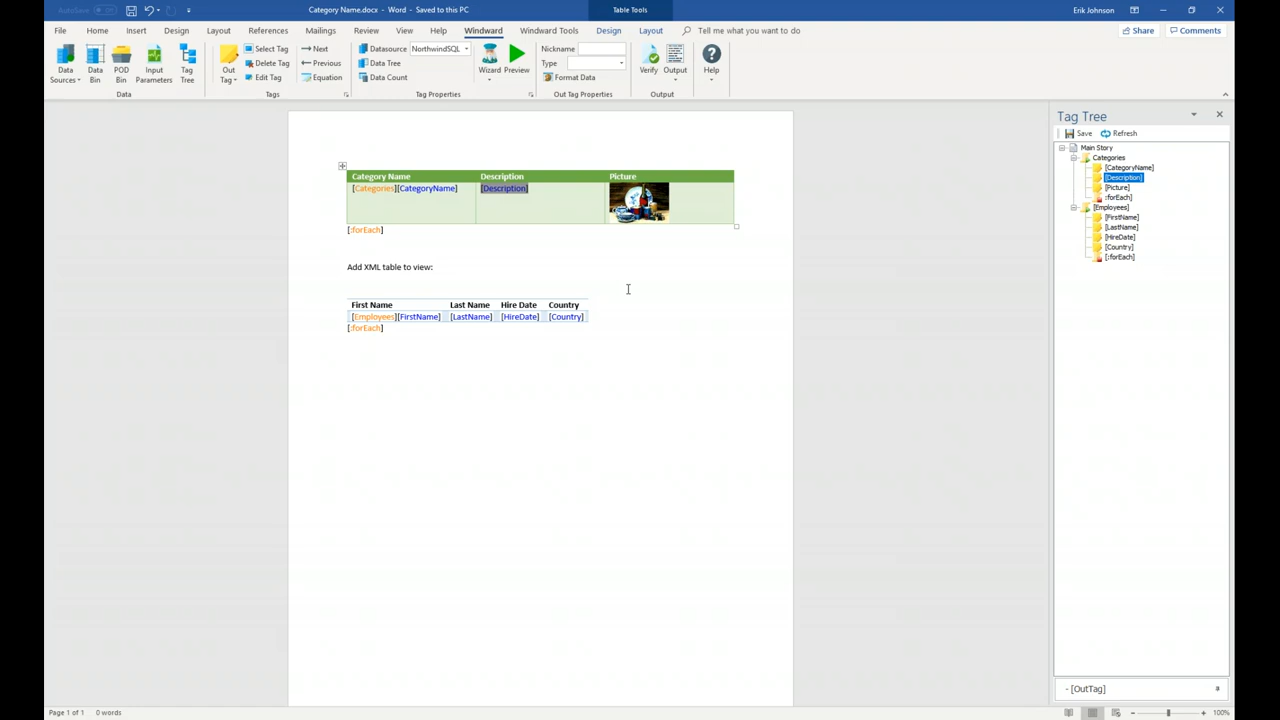 AutoSave Off Category Name.docx - Word - Saved to this PC Table Tools Erik Johnson
File Home Insert Design Layout References Mailings Review View Help Windward Windward Tools Design Layout Tell me what you want to do Share Comments
Data Sources
Data Bin
POD Bin
Input Parameters
Tag Tree
Data
Out Tag
Select Tag
Delete Tag
Edit Tag
Next
Previous
Equation
Tags
Datasource NorthwindSQL
Data Tree
Data Count
Wizard
Preview
Tag Properties
Nickname
Type
Format Data
Out Tag Properties
Verify
Output
Output
Help
Category Name Description Picture
[Categories][CategoryName] [Description]
[:forEach]
Add XML table to view:
First Name Last Name Hire Date Country
[Employees][FirstName] [LastName] [HireDate] [Country]
[:forEach]
Tag Tree
Save Refresh
Main Story
Categories
[CategoryName]
[Description]
[Picture]
:forEach]
[Employees]
[FirstName]
[LastName]
[HireDate]
[Country]
[:forEach]
- [OutTag]
Page 1 of 1 0 words 100%